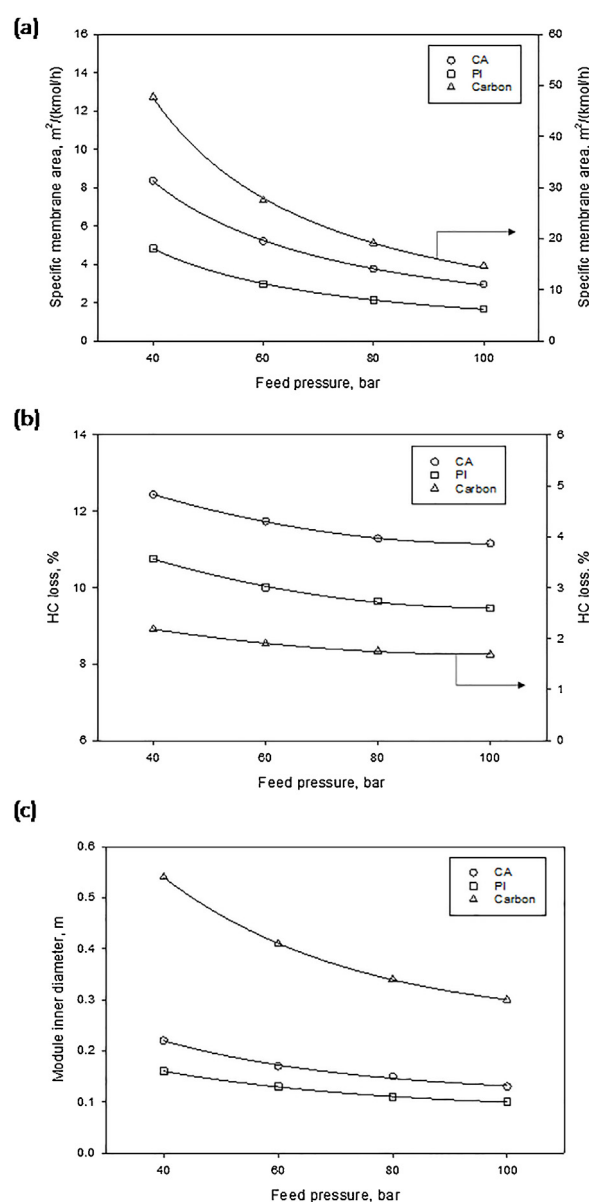 (a)
16
14
12
10
8
6
4
2
0
60
50
40
30
20
10
0
CA
PI
Carbon
Specific membrane area, m²/(kmol/h)
Specific membrane area, m²/(kmol/h)
40 60 80 100
Feed pressure, bar
(b)
14
12
10
8
6
6
5
4
3
2
1
0
CA
PI
Carbon
HC loss, %
HC loss, %
40 60 80 100
Feed pressure, bar
(c)
0.6
0.5
0.4
0.3
0.2
0.1
0.0
CA
PI
Carbon
Module inner diameter, m
40 60 80 100
Feed pressure, bar